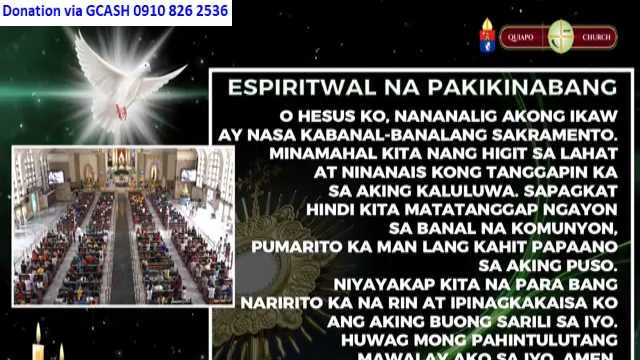 Donation via GCASH 0910 826 2536
QUIAPO CHURCH
ESPIRITWAL NA PAKIKINABANG
O HESUS KO, NANANALIG AKONG IKAW
AY NASA KABANAL-BANALANG SAKRAMENTO.
MINAMAHAL KITA NANG HIGIT SA LAHAT
AT NINANAIS KONG TANGGAPIN KA
SA AKING KALULUWA. SAPAGKAT
HINDI KITA MATATANGGAP NGAYON
SA BANAL NA KOMUNYON,
PUMARITO KA MAN LANG KAHIT PAPAANO
SA AKING PUSO.
NIYAYAKAP KITA NA PARA BANG
NARIRITO KA NA RIN AT IPINAGKAKAISA KO
ANG AKING BUONG SARILI SA IYO.
HUWAG MONG PAHINTULUTANG
MAWALAY AKO SA IYO. AMEN.